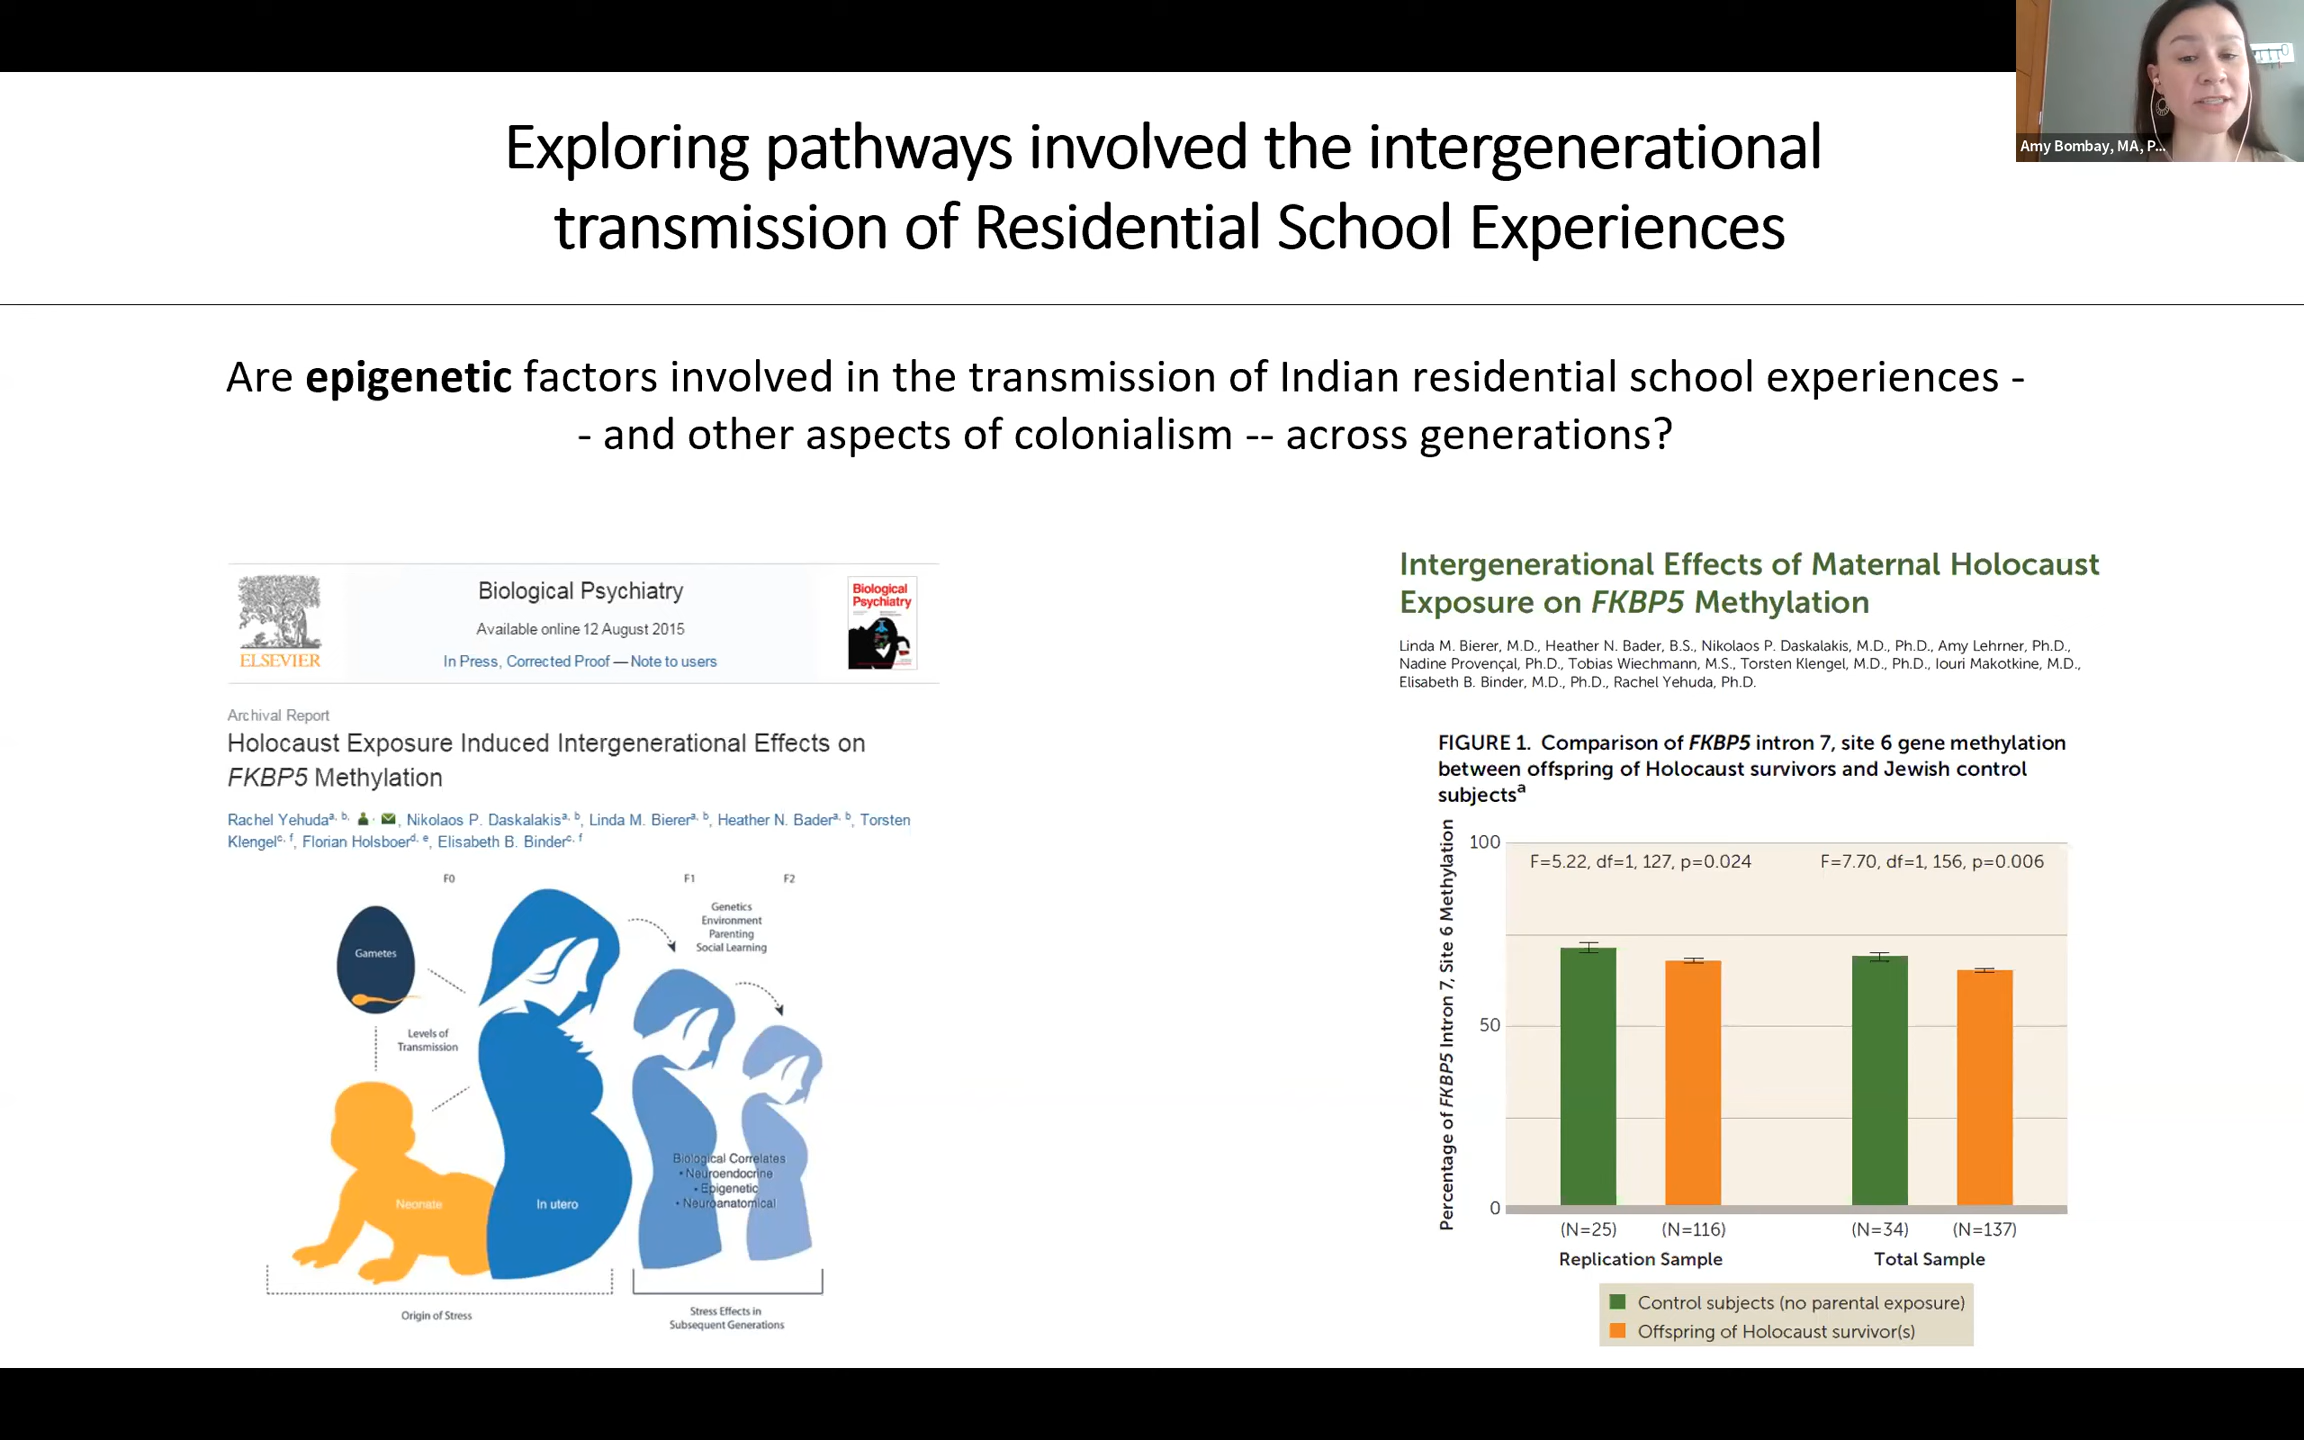 Amy Bombay, MA, P...
Exploring pathways involved the intergenerational
transmission of Residential School Experiences
Are epigenetic factors involved in the transmission of Indian residential school experiences -
- and other aspects of colonialism -- across generations?
ELSEVIER
Biological Psychiatry
Available online 12 August 2015
In Press, Corrected Proof — Note to users
Biological
Psychiatry
Archival Report
Holocaust Exposure Induced Intergenerational Effects on
FKBP5 Methylation
Rachel Yehudaa, b, , Nikolaos P. Daskalakisa, b, Linda M. Bierera, b, Heather N. Badera, b, Torsten
Klengelc, f, Florian Holsboerd, e, Elisabeth B. Binderc, f
F0
F1
F2
Genetics
Environment
Parenting
Social Learning
Gametes
Levels of
Transmission
Biological Correlates
• Neuroendocrine
• Epigenetic
• Neuroanatomical
Neonate
In utero
Origin of Stress
Stress Effects in
Subsequent Generations
Intergenerational Effects of Maternal Holocaust
Exposure on FKBP5 Methylation
Linda M. Bierer, M.D., Heather N. Bader, B.S., Nikolaos P. Daskalakis, M.D., Ph.D., Amy Lehrner, Ph.D.,
Nadine Provençal, Ph.D., Tobias Wiechmann, M.S., Torsten Klengel, M.D., Ph.D., Iouri Makotkine, M.D.,
Elisabeth B. Binder, M.D., Ph.D., Rachel Yehuda, Ph.D.
FIGURE 1. Comparison of FKBP5 intron 7, site 6 gene methylation
between offspring of Holocaust survivors and Jewish control
subjectsa
Percentage of FKBP5 Intron 7, Site 6 Methylation
100
50
0
F=5.22, df=1, 127, p=0.024
F=7.70, df=1, 156, p=0.006
(N=25)
(N=116)
(N=34)
(N=137)
Replication Sample
Total Sample
Control subjects (no parental exposure)
Offspring of Holocaust survivor(s)